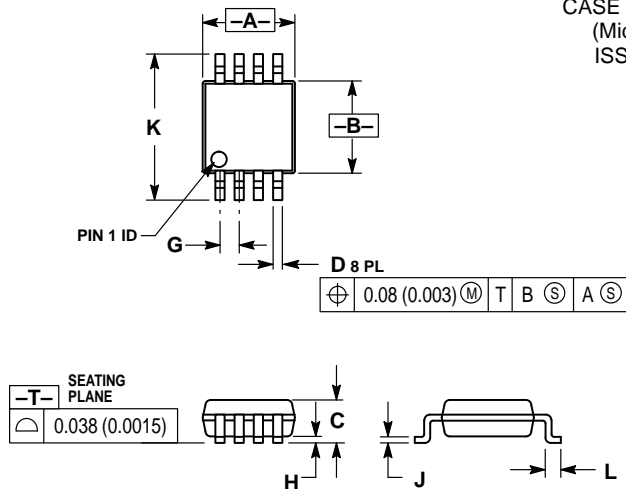 CASE
(Mic
ISS
–A–
K
–B–
PIN 1 ID
G
D 8 PL
⌖ 0.08 (0.003) Ⓜ T B Ⓢ A Ⓢ
–T– SEATING PLANE
⌓ 0.038 (0.0015)
C
H
J
L